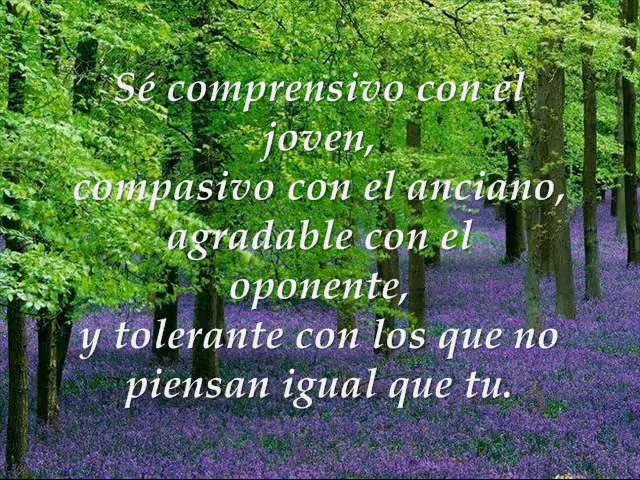 Sé comprensivo con el
joven,
compasivo con el anciano,
agradable con el
oponente,
y tolerante con los que no
piensan igual que tu.